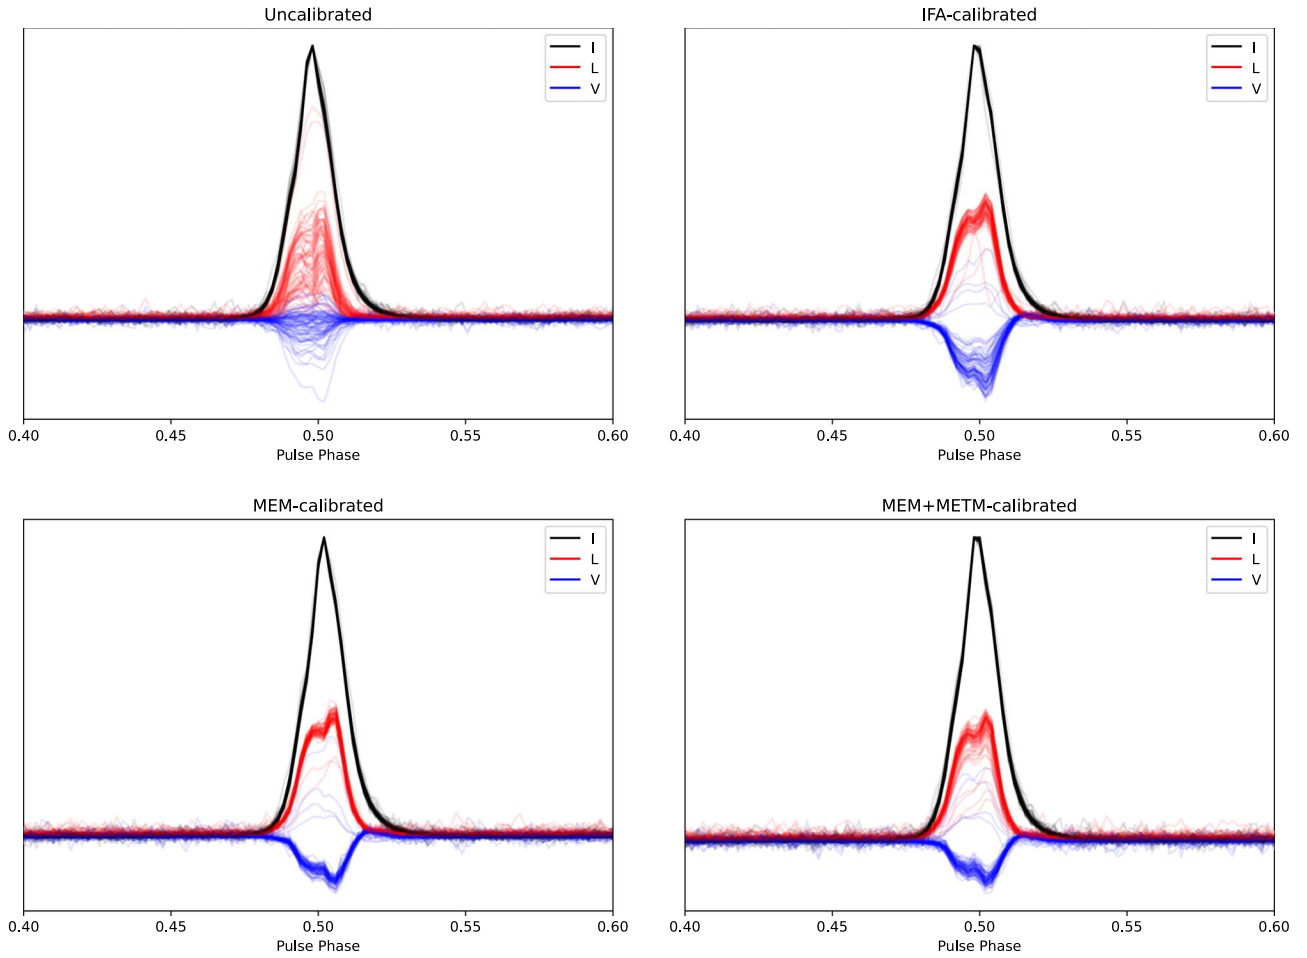 Uncalibrated
I
L
V
0.40 0.45 0.50 0.55 0.60
Pulse Phase
IFA-calibrated
I
L
V
0.40 0.45 0.50 0.55 0.60
Pulse Phase
MEM-calibrated
I
L
V
0.40 0.45 0.50 0.55 0.60
Pulse Phase
MEM+METM-calibrated
I
L
V
0.40 0.45 0.50 0.55 0.60
Pulse Phase